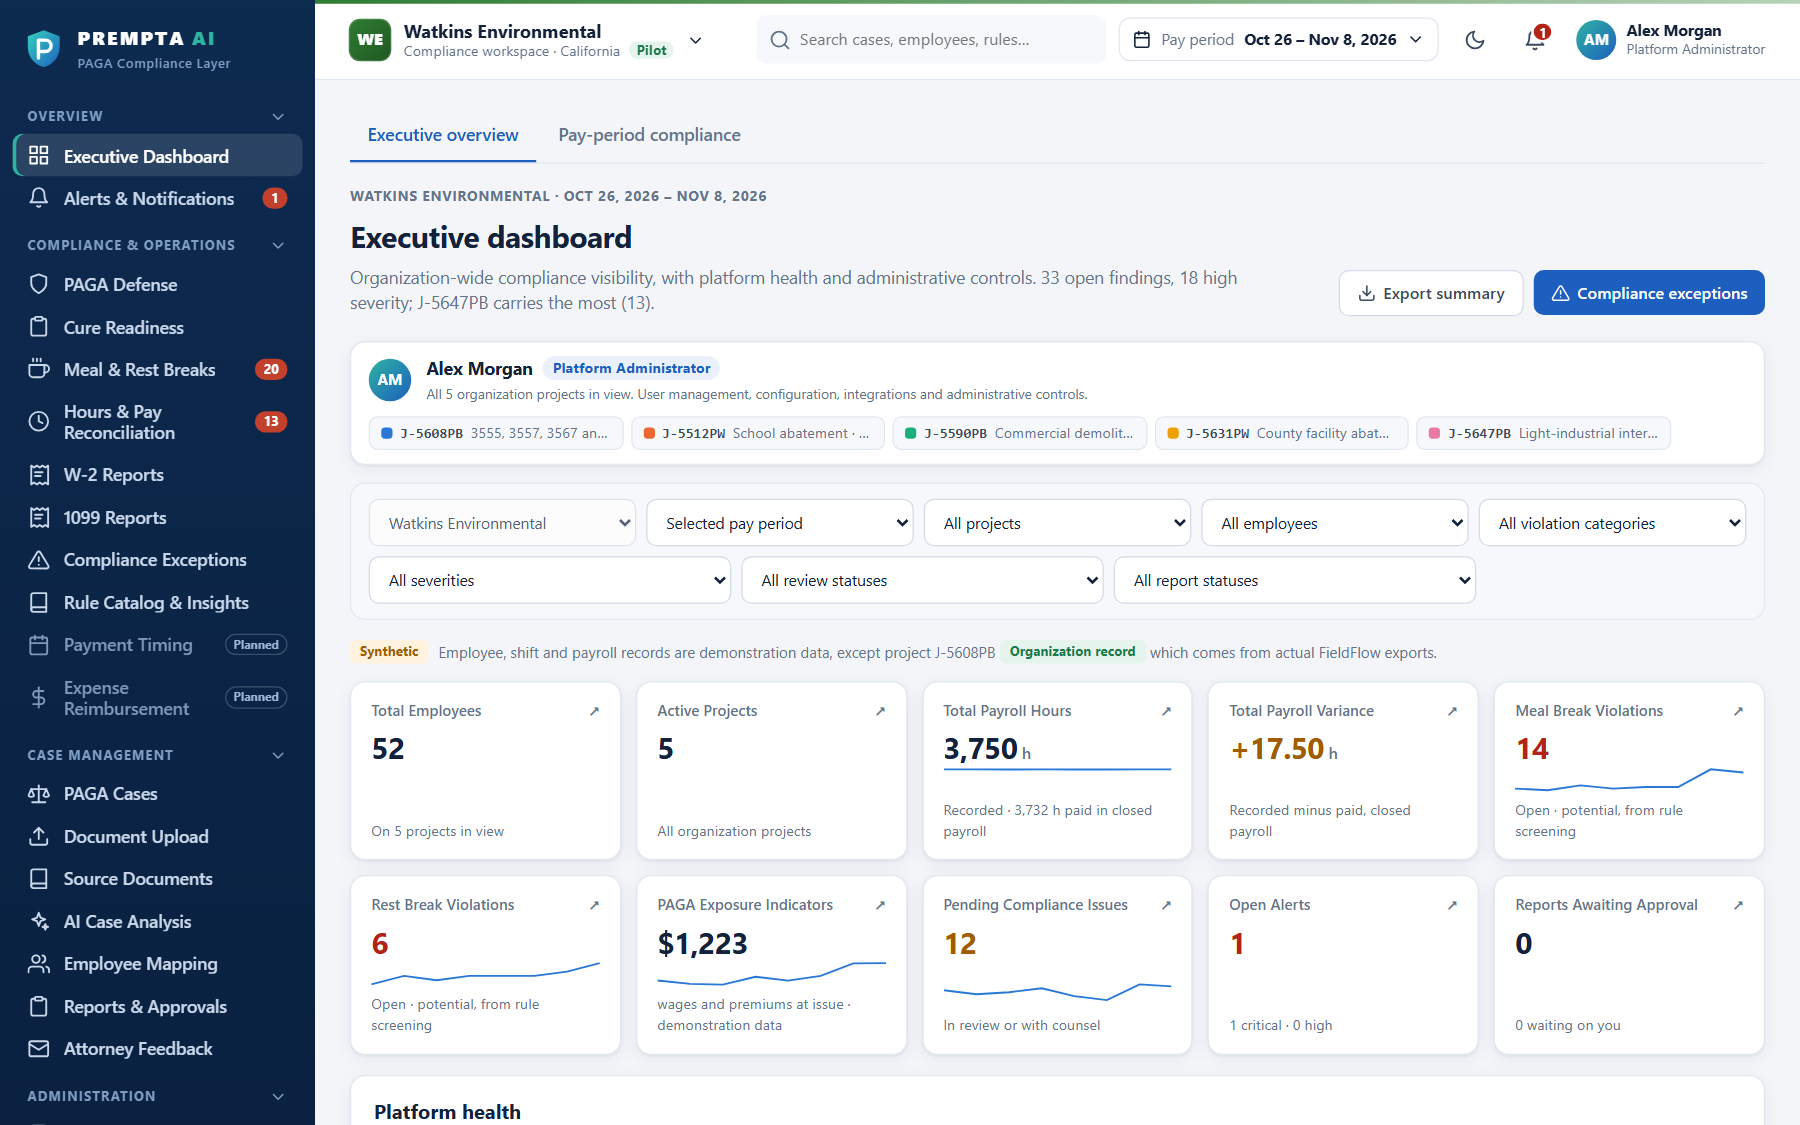 PREMPTA AI
PAGA Compliance Layer
OVERVIEW
Executive Dashboard
Alerts & Notifications 1
COMPLIANCE & OPERATIONS
PAGA Defense
Cure Readiness
Meal & Rest Breaks 20
Hours & Pay
Reconciliation 13
W-2 Reports
1099 Reports
Compliance Exceptions
Rule Catalog & Insights
Payment Timing Planned
Expense
Reimbursement Planned
CASE MANAGEMENT
PAGA Cases
Document Upload
Source Documents
AI Case Analysis
Employee Mapping
Reports & Approvals
Attorney Feedback
ADMINISTRATION
WE
Watkins Environmental
Compliance workspace · California Pilot
Search cases, employees, rules...
Pay period Oct 26 – Nov 8, 2026
1
AM
Alex Morgan
Platform Administrator
Executive overview
Pay-period compliance
WATKINS ENVIRONMENTAL · OCT 26, 2026 – NOV 8, 2026
Executive dashboard
Organization-wide compliance visibility, with platform health and administrative controls. 33 open findings, 18 high
severity; J-5647PB carries the most (13).
Export summary
Compliance exceptions
AM
Alex Morgan Platform Administrator
All 5 organization projects in view. User management, configuration, integrations and administrative controls.
J-5608PB 3555, 3557, 3567 an...
J-5512PW School abatement · ...
J-5590PB Commercial demolit...
J-5631PW County facility abat...
J-5647PB Light-industrial inter...
Watkins Environmental
Selected pay period
All projects
All employees
All violation categories
All severities
All review statuses
All report statuses
Synthetic Employee, shift and payroll records are demonstration data, except project J-5608PB Organization record which comes from actual FieldFlow exports.
Total Employees
52
On 5 projects in view
Active Projects
5
All organization projects
Total Payroll Hours
3,750 h
Recorded · 3,732 h paid in closed
payroll
Total Payroll Variance
+17.50 h
Recorded minus paid, closed
payroll
Meal Break Violations
14
Open · potential, from rule
screening
Rest Break Violations
6
Open · potential, from rule
screening
PAGA Exposure Indicators
$1,223
wages and premiums at issue ·
demonstration data
Pending Compliance Issues
12
In review or with counsel
Open Alerts
1
1 critical · 0 high
Reports Awaiting Approval
0
0 waiting on you
Platform health